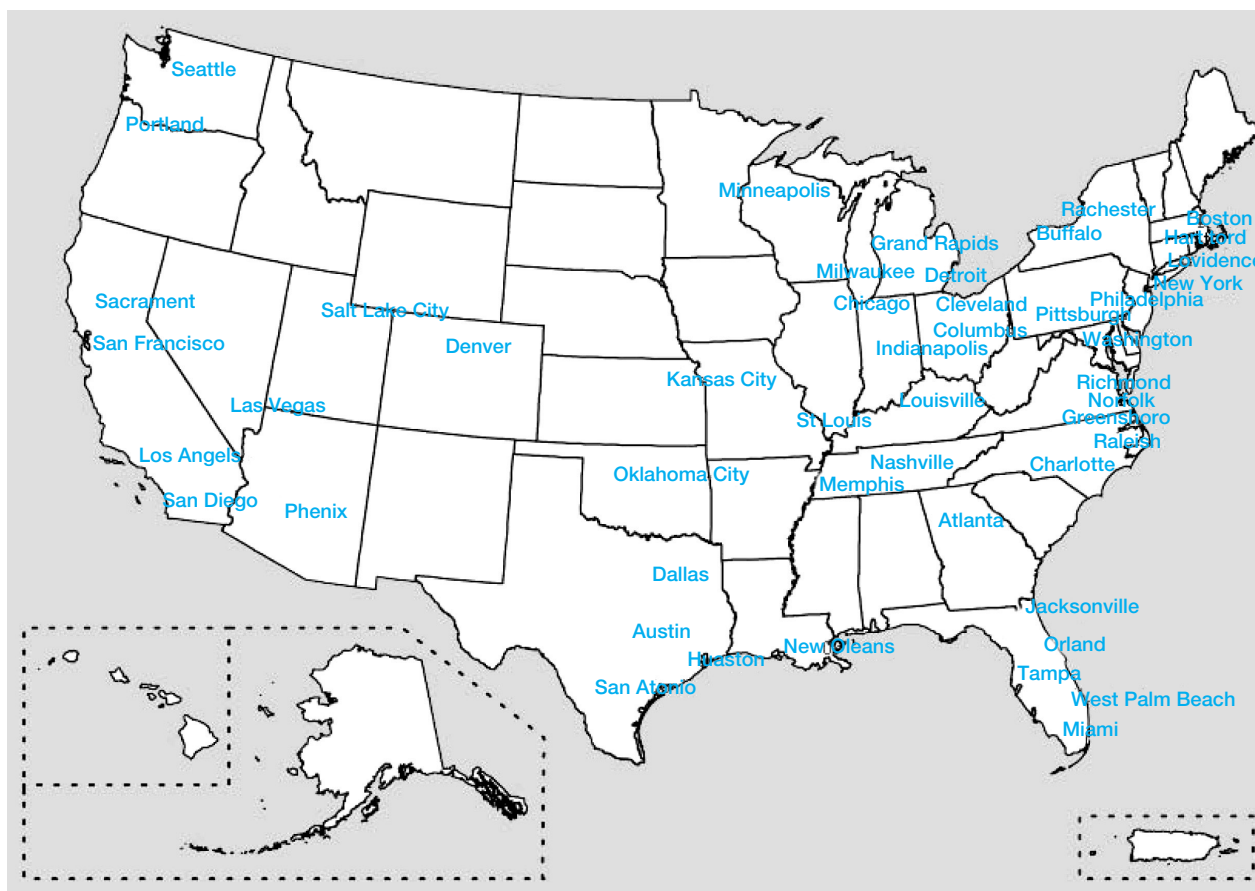 Seattle
Portland
Minneapolis
Rachester
Boston
Buffalo
Hartford
Grand Rapids
Lovidence
Milwaukee
Detroit
New York
Sacrament
Chicago
Cleveland
Philadelphia
Salt Lake City
Pittsburgh
Columbus
San Francisco
Denver
Indianapolis
Washington
Kansas City
Richmond
Las Vegas
Louisville
Norfolk
St Louis
Greensboro
Raleish
Los Angels
Nashville
Charlotte
Oklahoma City
Memphis
San Diego
Phenix
Atlanta
Dallas
Jacksonville
Austin
New Oleans
Orland
Huaston
Tampa
San Atonio
West Palm Beach
Miami